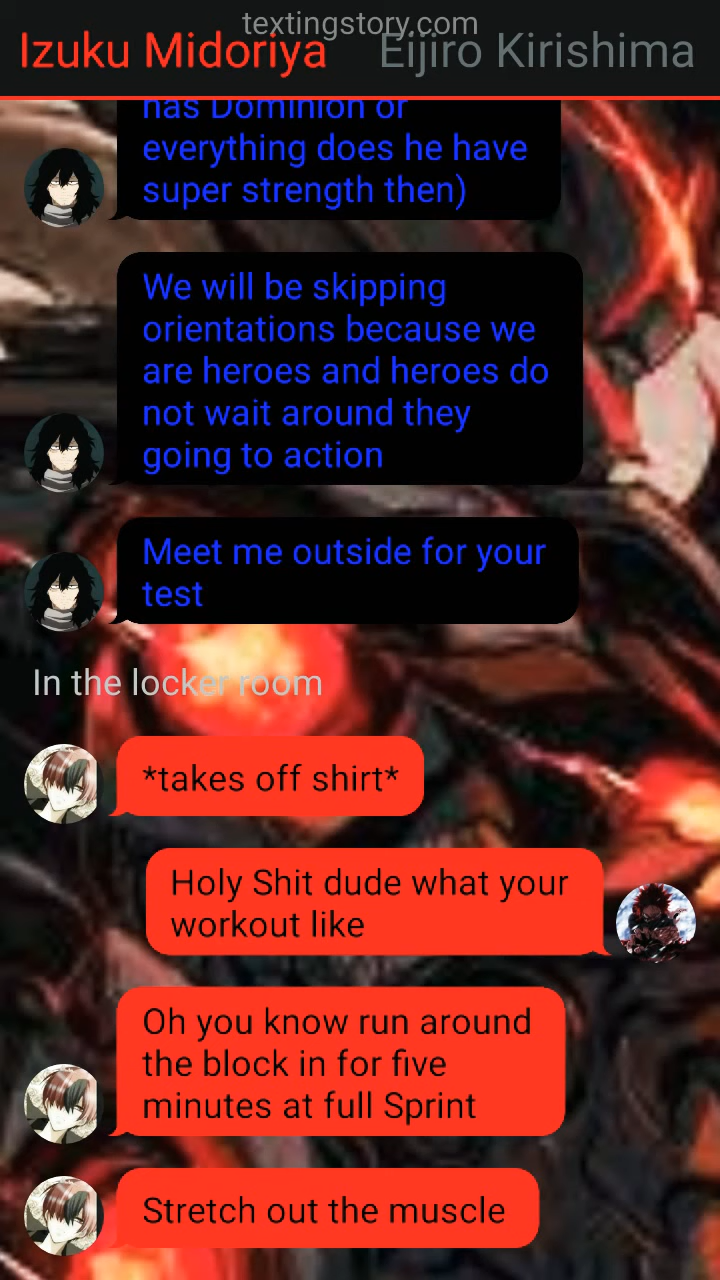 textingstory.com
Izuku Midoriya Eijiro Kirishima
has Dominion or
everything does he have
super strength then)
We will be skipping
orientations because we
are heroes and heroes do
not wait around they
going to action
Meet me outside for your
test
In the locker room
*takes off shirt*
Holy Shit dude what your
workout like
Oh you know run around
the block in for five
minutes at full Sprint
Stretch out the muscle